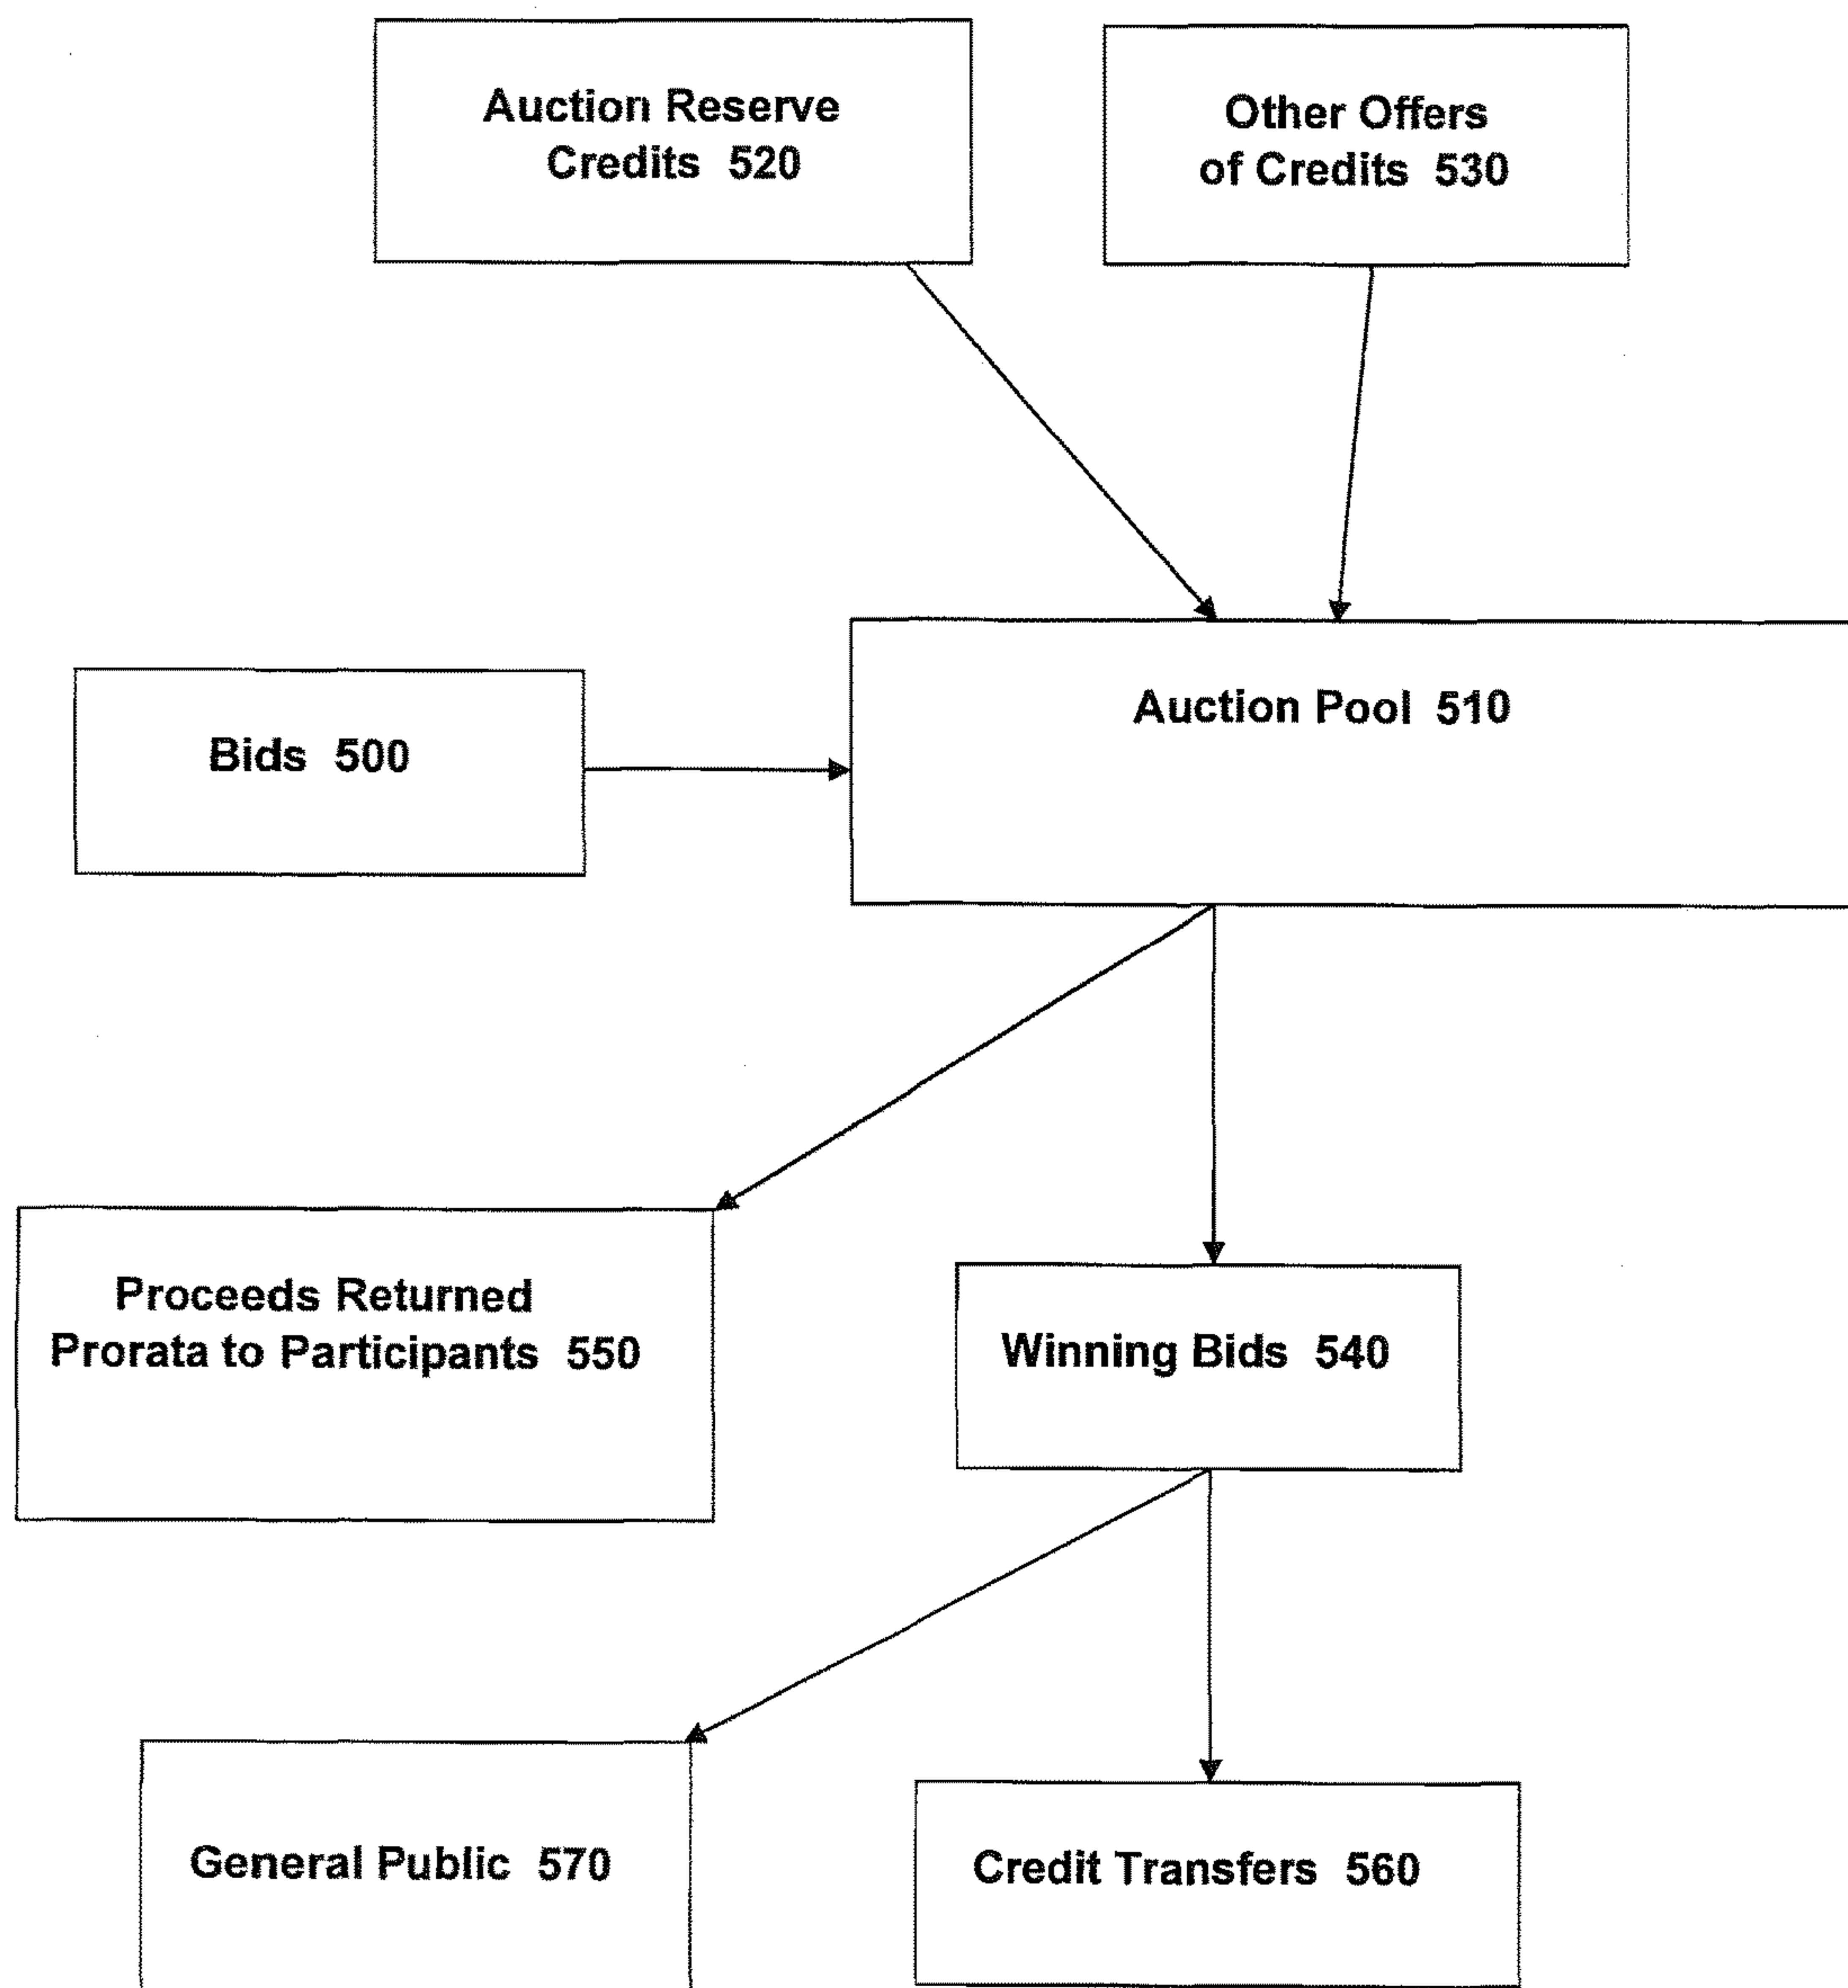 Auction Reserve
Credits 520
Other Offers
of Credits 530
Bids 500
Auction Pool 510
Proceeds Returned
Prorata to Participants 550
Winning Bids 540
General Public 570
Credit Transfers 560